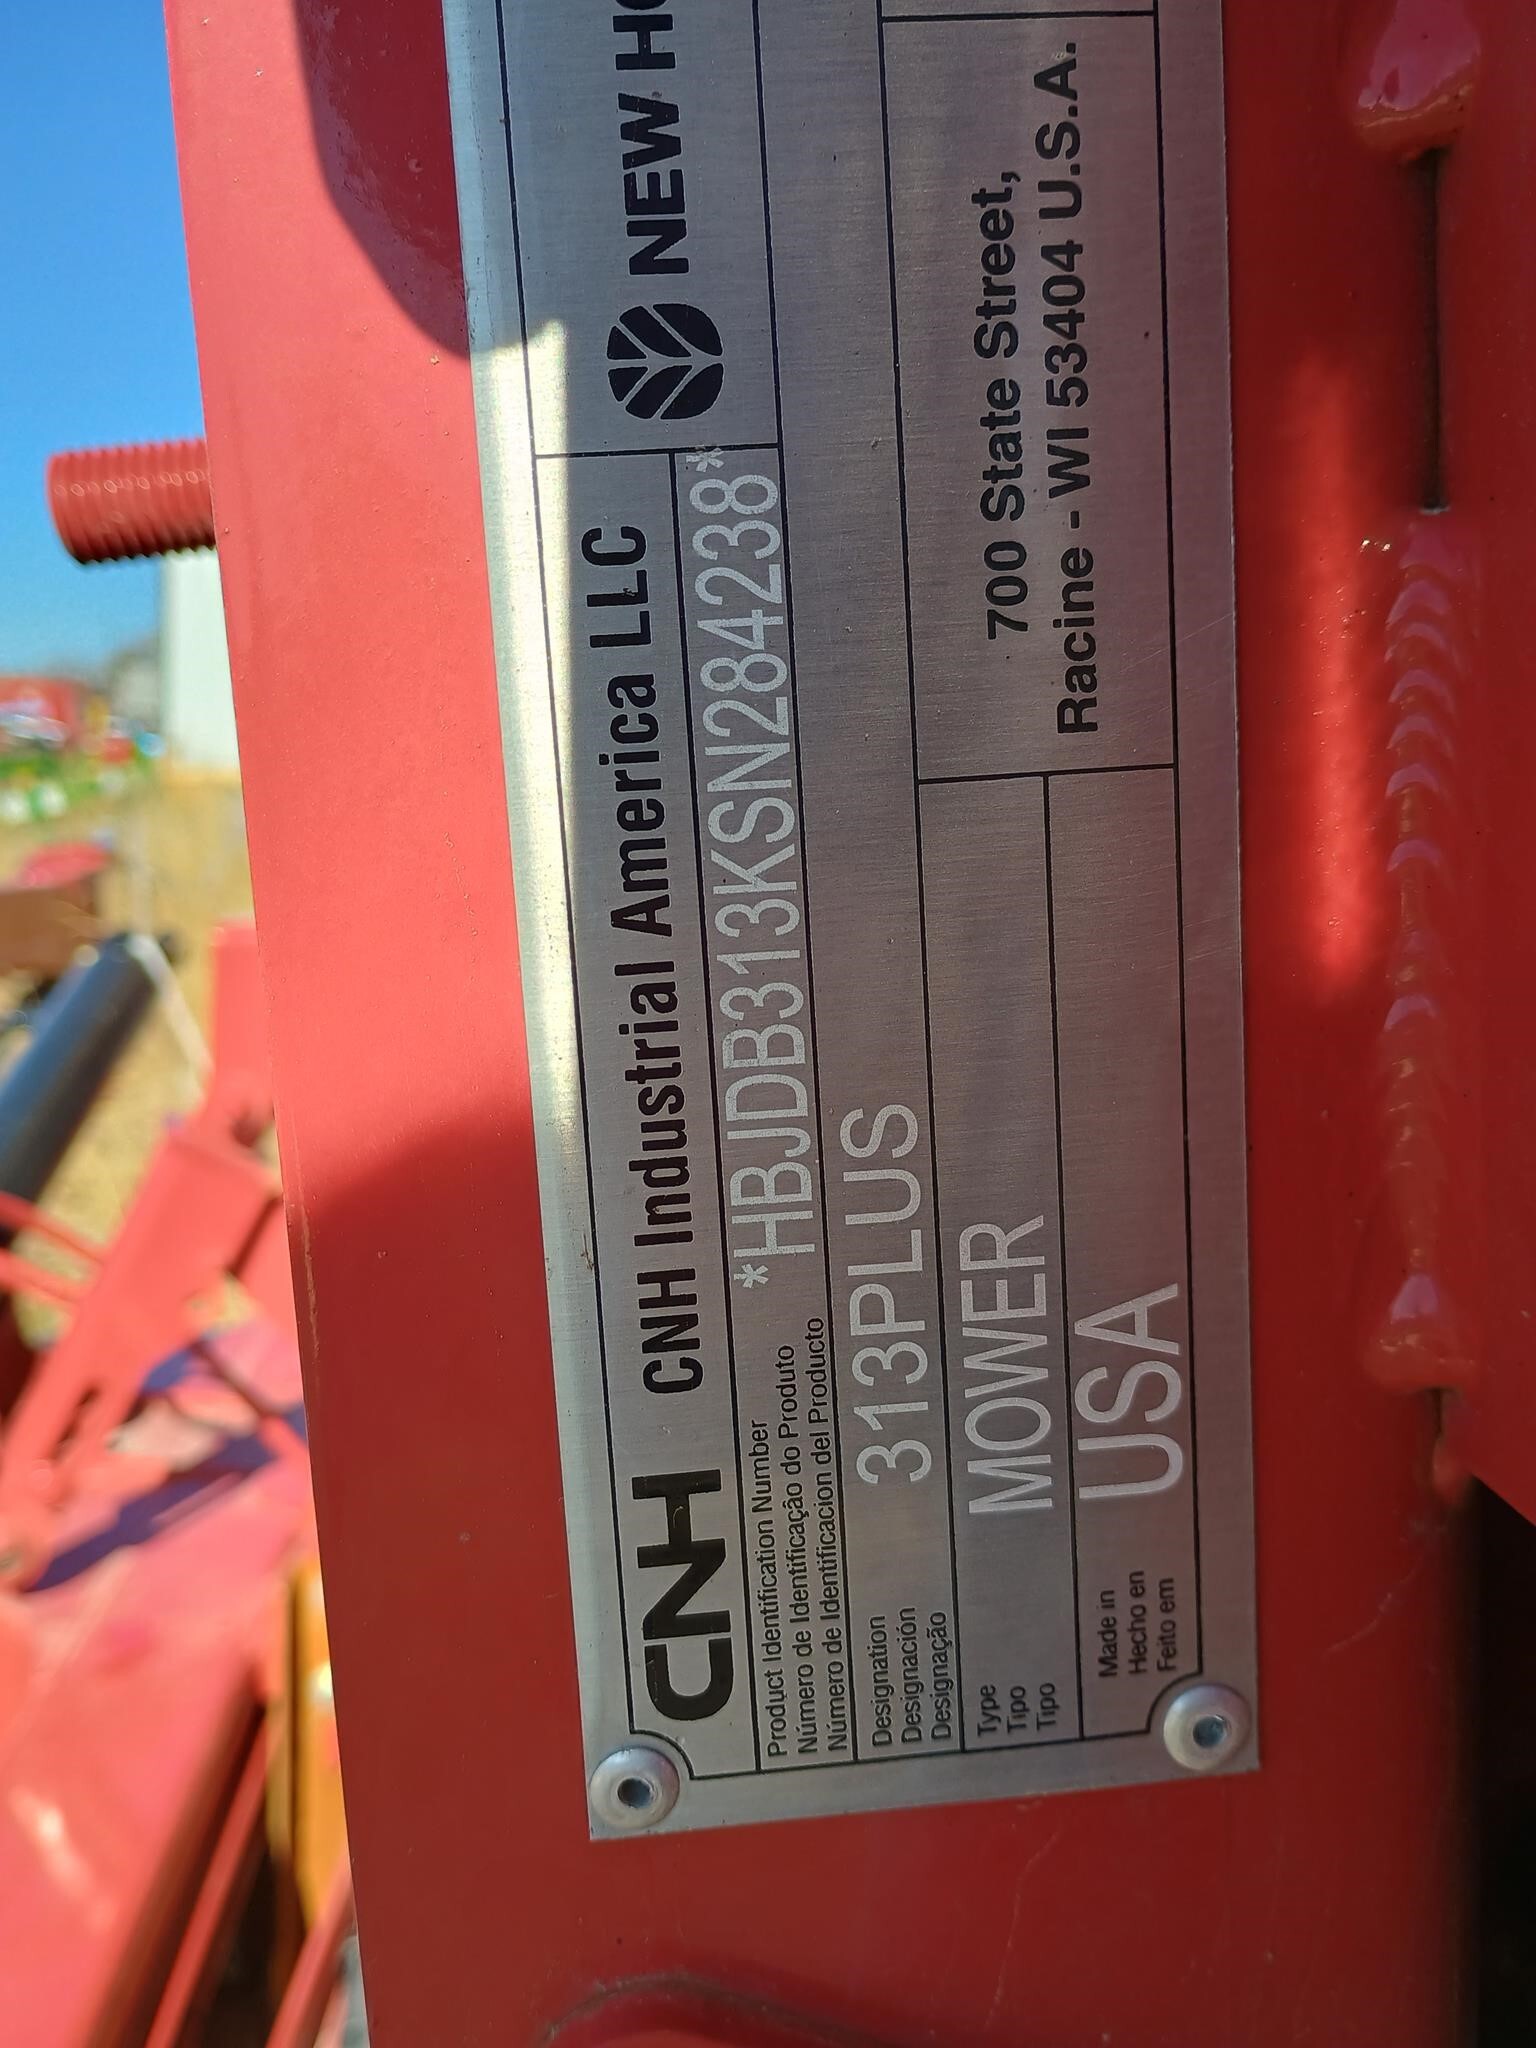 CNH CNH Industrial America LLC
NEW
Product Identification Number
Número de Identificação do Produto
Número de Identificacion del Producto
*HBJDB313KSN284238*
Designation
Designación
Designação
313PLUS
Type
Tipo
Tipo
MOWER
Made in
Hecho en
Feito em
USA
700 State Street,
Racine - WI 53404 U.S.A.